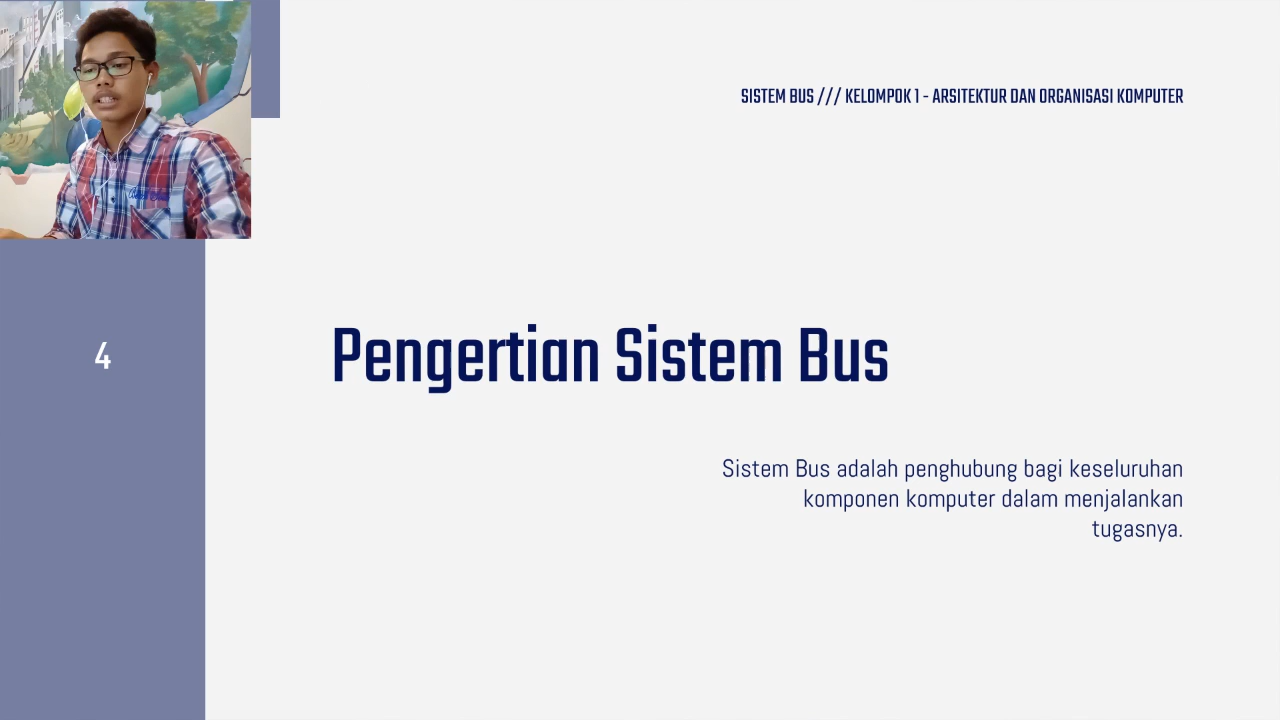 SISTEM BUS /// KELOMPOK 1 - ARSITEKTUR DAN ORGANISASI KOMPUTER
4
Pengertian Sistem Bus
Sistem Bus adalah penghubung bagi keseluruhan
komponen komputer dalam menjalankan
tugasnya.